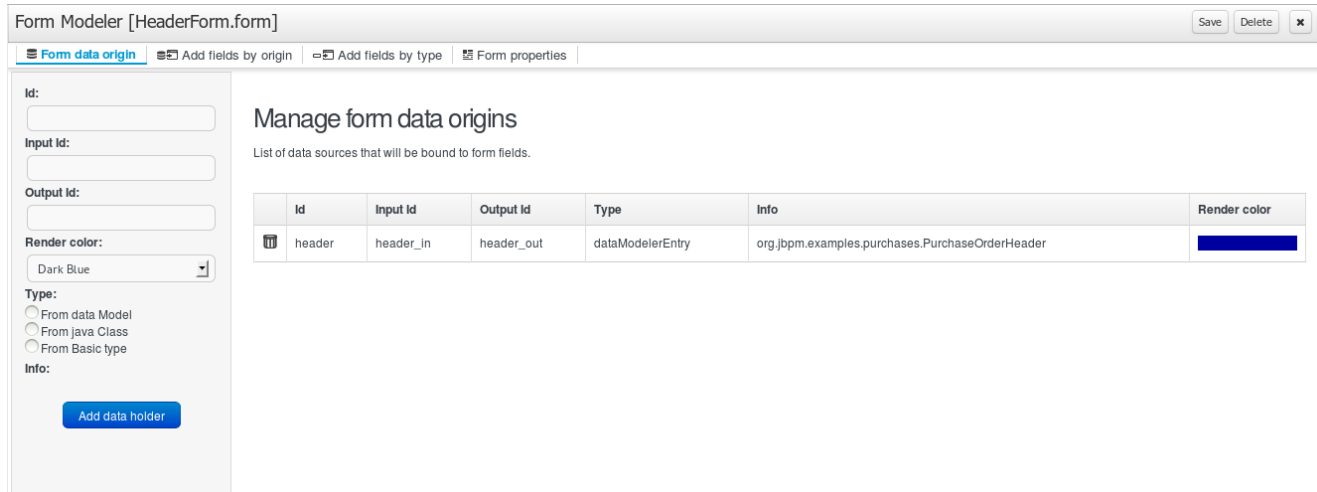 Form Modeler [HeaderForm.form]
Save Delete
Form data origin Add fields by origin Add fields by type Form properties
Id:
Input Id:
Output Id:
Render color:
Dark Blue
Type:
From data Model
From java Class
From Basic type
Info:
Add data holder
Manage form data origins
List of data sources that will be bound to form fields.
Id Input Id Output Id Type Info Render color
header header_in header_out dataModelerEntry org.jbpm.examples.purchases.PurchaseOrderHeader